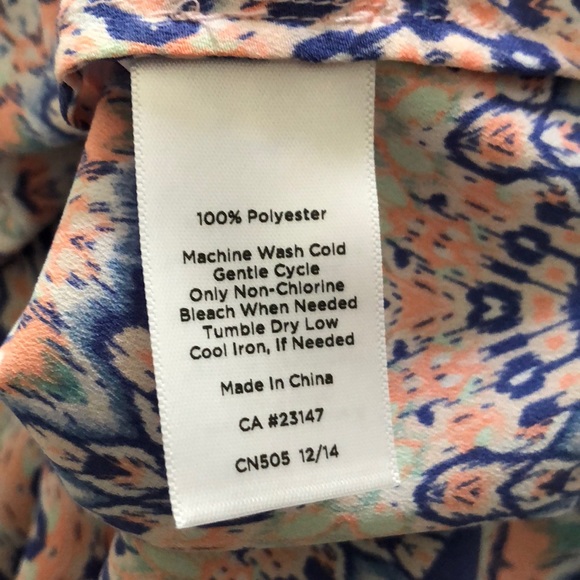 100% Polyester
Machine Wash Cold
Gentle Cycle
Only Non-Chlorine
Bleach When Needed
Tumble Dry Low
Cool Iron, If Needed
Made In China
CA #23147
CN505 12/14